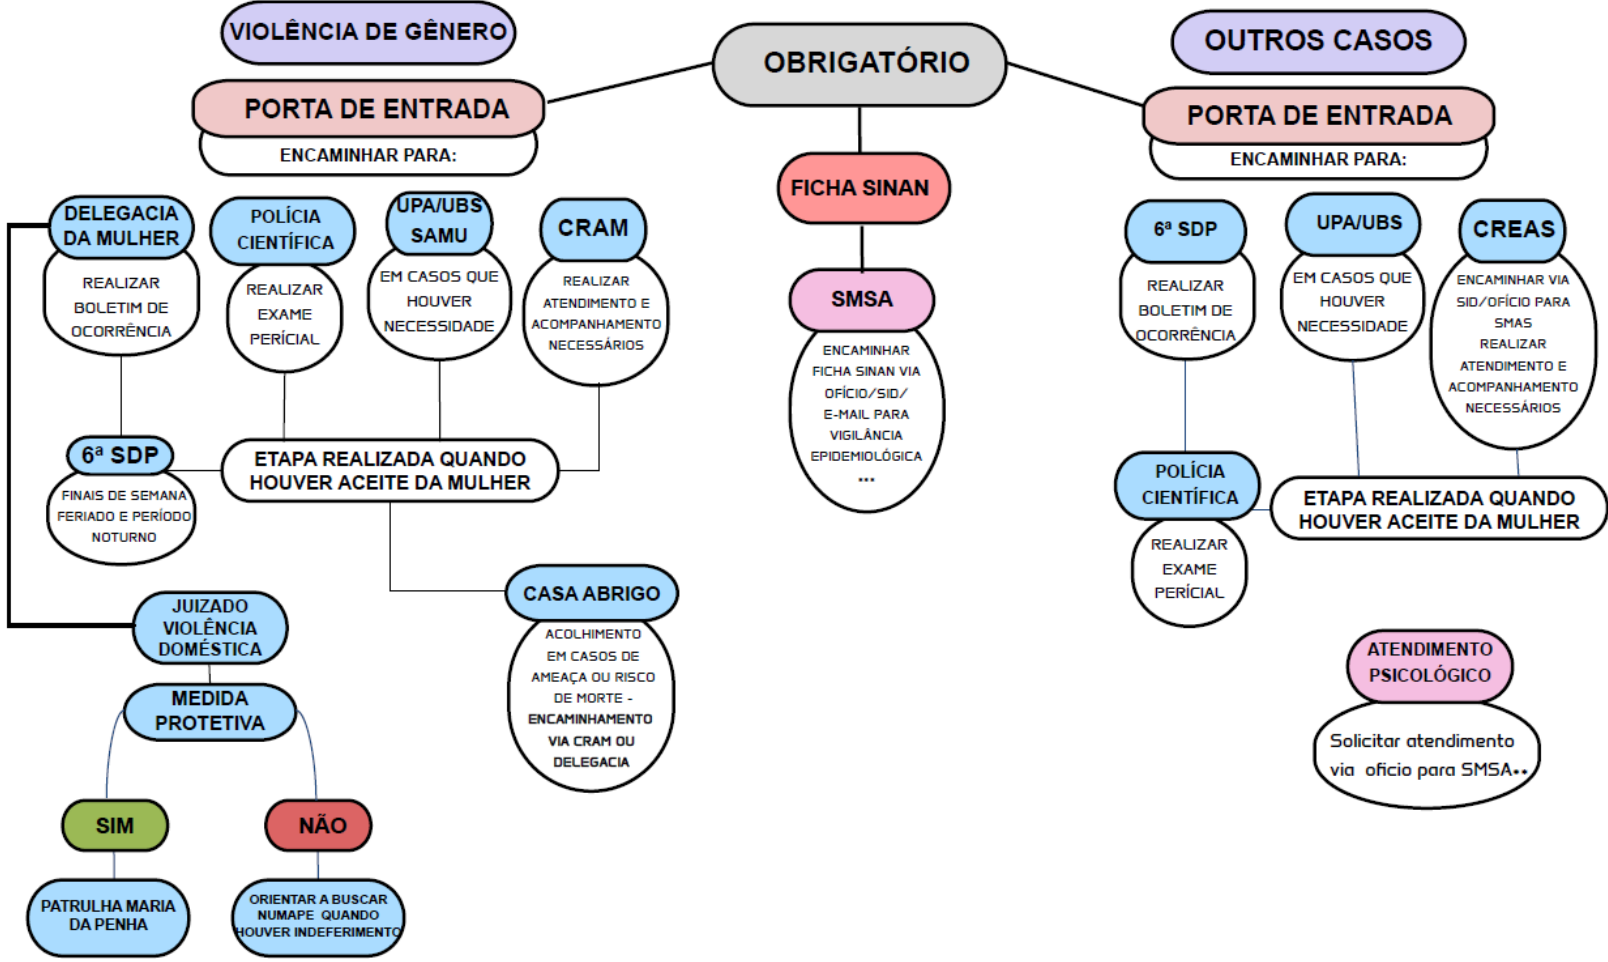 VIOLÊNCIA DE GÊNERO
PORTA DE ENTRADA
ENCAMINHAR PARA:
DELEGACIA
DA MULHER
REALIZAR
BOLETIM DE
OCORRÊNCIA
POLÍCIA
CIENTÍFICA
REALIZAR
EXAME
PERÍCIAL
UPA/UBS
SAMU
EM CASOS QUE
HOUVER
NECESSIDADE
CRAM
REALIZAR
ATENDIMENTO E
ACOMPANHAMENTO
NECESSÁRIOS
6ª SDP
FINAIS DE SEMANA
FERIADO E PERÍODO
NOTURNO
ETAPA REALIZADA QUANDO
HOUVER ACEITE DA MULHER
CASA ABRIGO
ACOLHIMENTO
EM CASOS DE
AMEAÇA OU RISCO
DE MORTE -
ENCAMINHAMENTO
VIA CRAM OU
DELEGACIA
JUIZADO
VIOLÊNCIA
DOMÉSTICA
MEDIDA
PROTETIVA
SIM
NÃO
PATRULHA MARIA
DA PENHA
ORIENTAR A BUSCAR
NUMAPE QUANDO
HOUVER INDEFERIMENTO
OBRIGATÓRIO
FICHA SINAN
SMSA
ENCAMINHAR
FICHA SINAN VIA
OFÍCIO/SID/
E-MAIL PARA
VIGILÂNCIA
EPIDEMIOLÓGICA
***
OUTROS CASOS
PORTA DE ENTRADA
ENCAMINHAR PARA:
6ª SDP
REALIZAR
BOLETIM DE
OCORRÊNCIA
UPA/UBS
EM CASOS QUE
HOUVER
NECESSIDADE
CREAS
ENCAMINHAR VIA
SID/OFÍCIO PARA
SMAS
REALIZAR
ATENDIMENTO E
ACOMPANHAMENTO
NECESSÁRIOS
POLÍCIA
CIENTÍFICA
REALIZAR
EXAME
PERÍCIAL
ETAPA REALIZADA QUANDO
HOUVER ACEITE DA MULHER
ATENDIMENTO
PSICOLÓGICO
Solicitar atendimento
via oficio para SMSA**